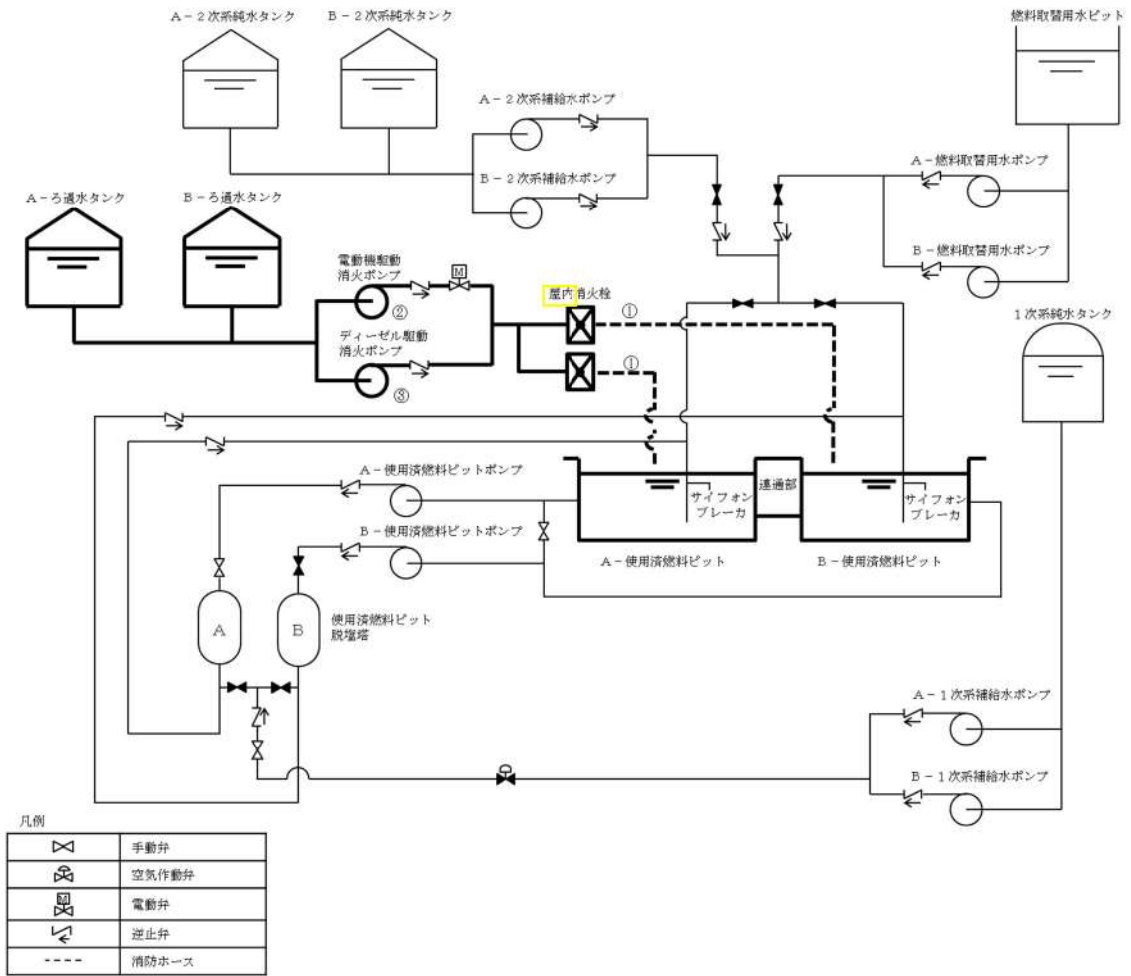 A-2次系純水タンク
B-2次系純水タンク
燃料取替用水ピット
A-2次系補給水ポンプ
B-2次系補給水ポンプ
A-燃料取替用水ポンプ
B-燃料取替用水ポンプ
A-ろ過水タンク
B-ろ過水タンク
電動機駆動
消火ポンプ
M
②
屋内消火栓
①
1次系純水タンク
ディーゼル駆動
消火ポンプ
③
①
A-使用済燃料ピットポンプ
B-使用済燃料ピットポンプ
サイフォン
ブレーカ
連通部
サイフォン
ブレーカ
A-使用済燃料ピット
B-使用済燃料ピット
A
B
使用済燃料ピット
脱塩塔
A-1次系補給水ポンプ
B-1次系補給水ポンプ
凡例
手動弁
空気作動弁
M
電動弁
逆止弁
消防ホース